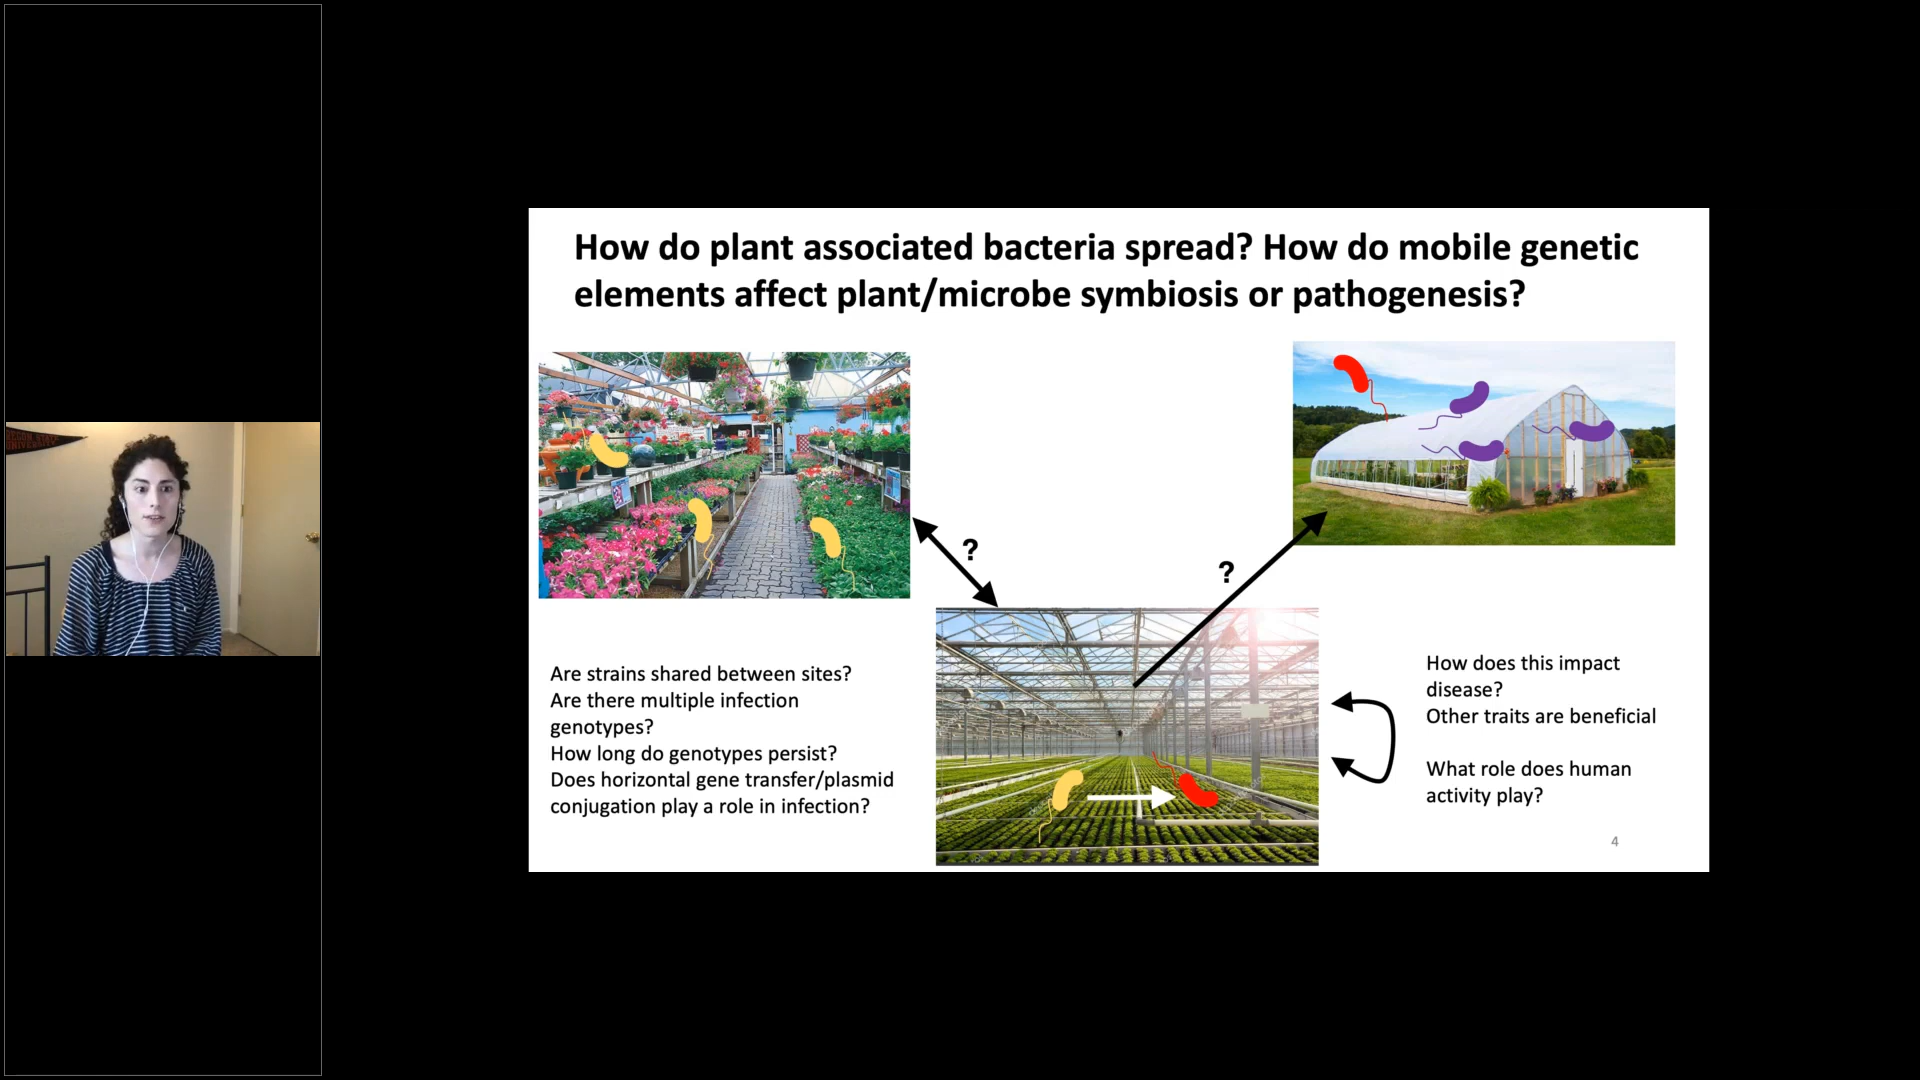 OREGON STATE
UNIVERSITY
How do plant associated bacteria spread? How do mobile genetic
elements affect plant/microbe symbiosis or pathogenesis?
?
?
Are strains shared between sites?
Are there multiple infection
genotypes?
How long do genotypes persist?
Does horizontal gene transfer/plasmid
conjugation play a role in infection?
How does this impact
disease?
Other traits are beneficial
What role does human
activity play?
4